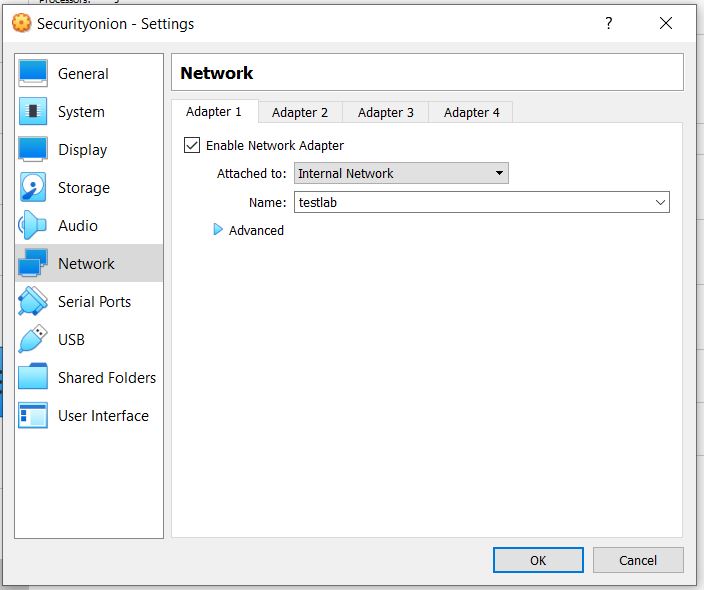 Securityonion - Settings
?
General
System
Display
Storage
Audio
Network
Serial Ports
USB
Shared Folders
User Interface
Network
Adapter 1 Adapter 2 Adapter 3 Adapter 4
Enable Network Adapter
Attached to: Internal Network
Name: testlab
Advanced
OK Cancel